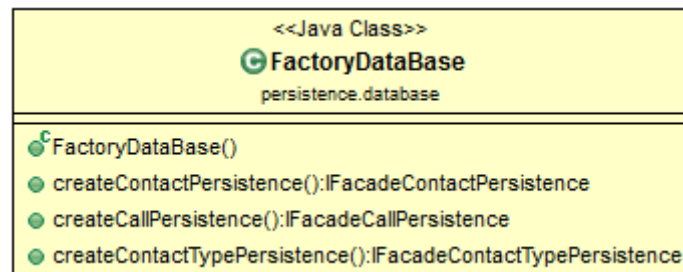 <<Java Class>>
C FactoryDataBase
persistence.database
C FactoryDataBase()
createContactPersistence():IFacadeContactPersistence
createCallPersistence():IFacadeCallPersistence
createContactTypePersistence():IFacadeContactTypePersistence